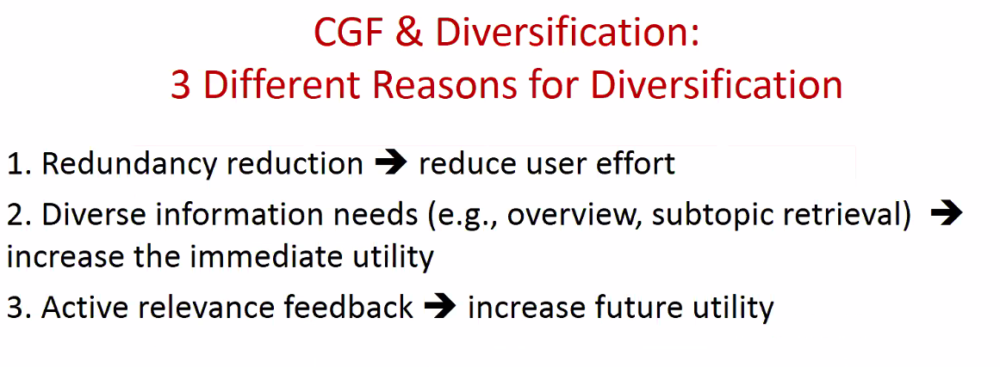 CGF & Diversification:
3 Different Reasons for Diversification
1. Redundancy reduction ➔ reduce user effort
2. Diverse information needs (e.g., overview, subtopic retrieval) ➔
increase the immediate utility
3. Active relevance feedback ➔ increase future utility